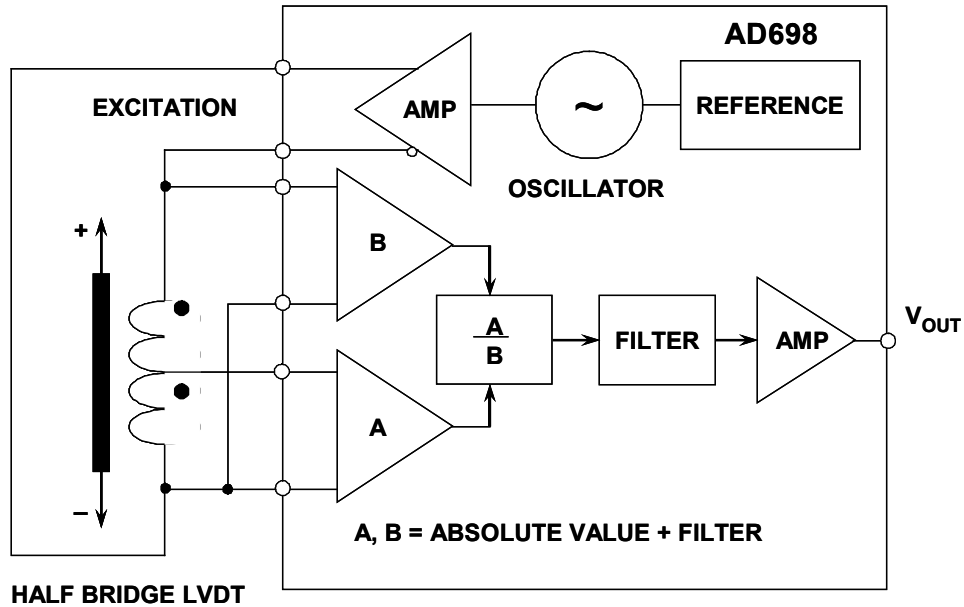 AD698
EXCITATION
AMP
~
REFERENCE
OSCILLATOR
+
B
A
B
FILTER
AMP
VOUT
A
–
A, B = ABSOLUTE VALUE + FILTER
HALF BRIDGE LVDT